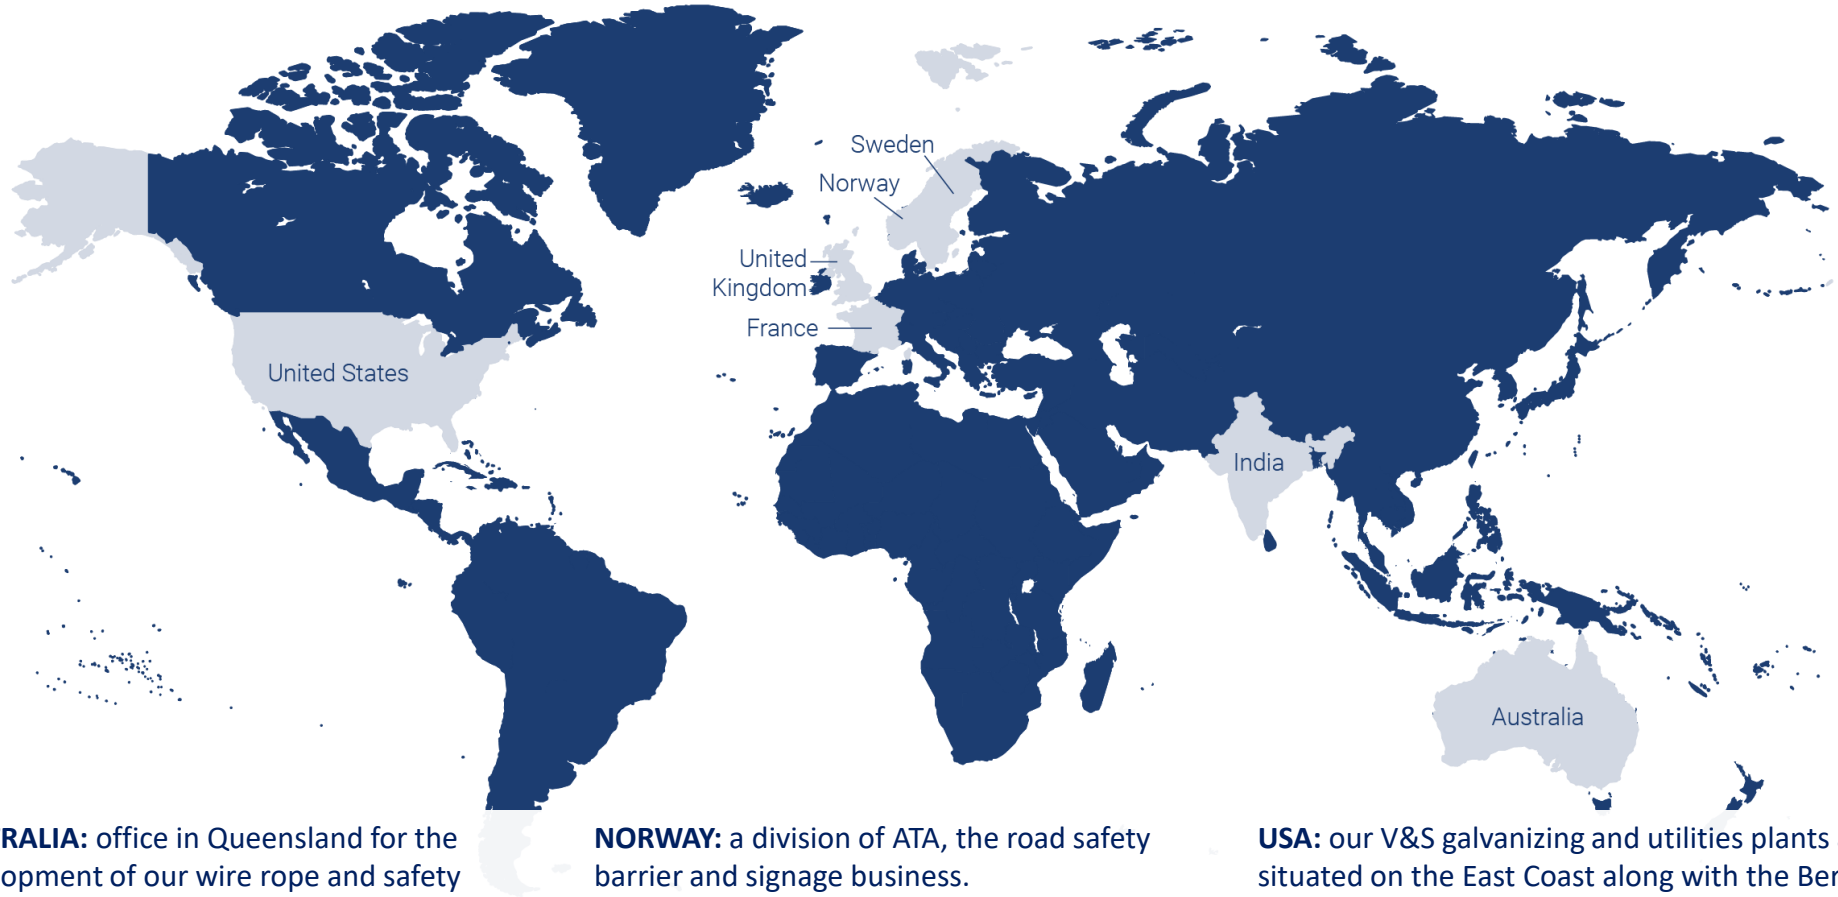 Sweden
Norway
United
Kingdom
France
United States
India
Australia
RALIA: office in Queensland for the
opment of our wire rope and safety
NORWAY: a division of ATA, the road safety
barrier and signage business.
USA: our V&S galvanizing and utilities plants
situated on the East Coast along with the Ber